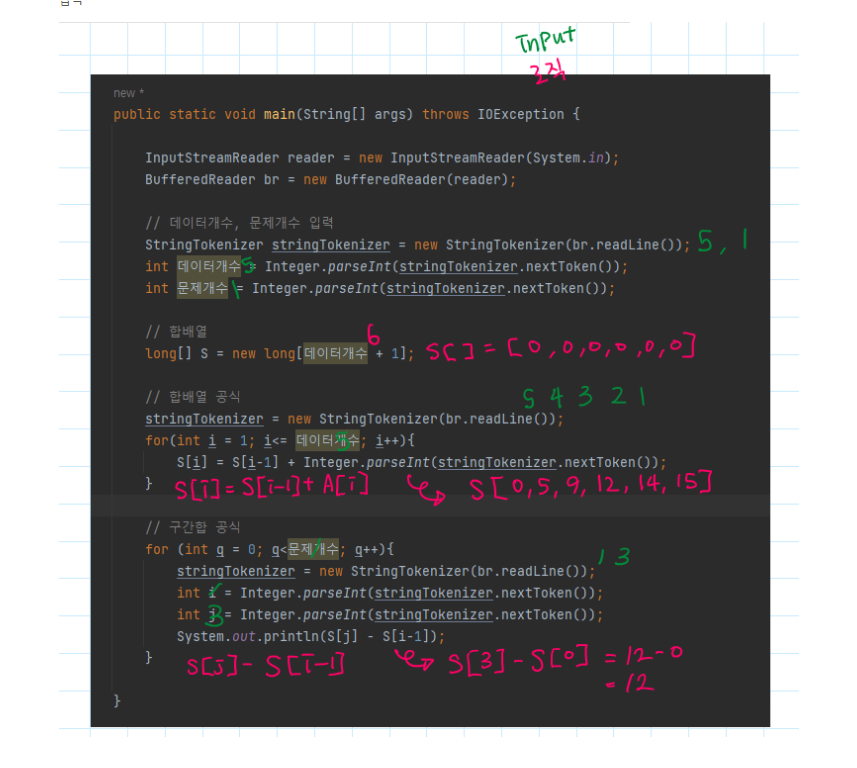 InPut
로직
new *
public static void main(String[] args) throws IOException {
InputStreamReader reader = new InputStreamReader(System.in);
BufferedReader br = new BufferedReader(reader);
// 데이터개수, 문제개수 입력
StringTokenizer stringTokenizer = new StringTokenizer(br.readLine()); 5, 1
int 데이터개수 = Integer.parseInt(stringTokenizer.nextToken()); 5
int 문제개수 = Integer.parseInt(stringTokenizer.nextToken()); 1
// 합배열
6
long[] S = new long[데이터개수 + 1]; S[] = [0,0,0,0,0,0]
// 합배열 공식
5 4 3 2 1
stringTokenizer = new StringTokenizer(br.readLine());
for(int i = 1; i<= 데이터개수; i++){ 5
S[i] = S[i-1] + Integer.parseInt(stringTokenizer.nextToken());
} S[i]=S[i-1]+A[i] ↪ S[0,5,9,12,14,15]
// 구간합 공식
for (int q = 0; q<문제개수; q++){ 1
stringTokenizer = new StringTokenizer(br.readLine()); 1 3
int i = Integer.parseInt(stringTokenizer.nextToken()); 1
int j = Integer.parseInt(stringTokenizer.nextToken()); 3
System.out.println(S[j] - S[i-1]);
} S[j]-S[i-1] ↪ S[3]-S[0] =12-0
=12
}